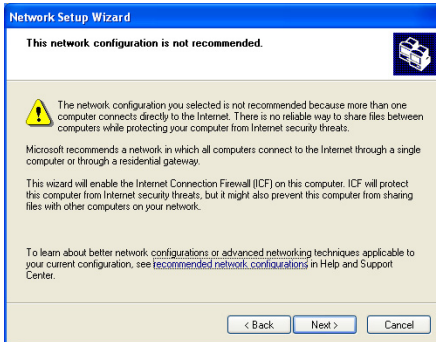 Network Setup Wizard
This network configuration is not recommended.
The network configuration you selected is not recommended because more than one
computer connects directly to the Internet. There is no reliable way to share files between
computers while protecting your computer from Internet security threats.
Microsoft recommends a network in which all computers connect to the Internet through a single
computer or through a residential gateway.
This wizard will enable the Internet Connection Firewall (ICF) on this computer. ICF will protect
this computer from Internet security threats, but it might also prevent this computer from sharing
files with other computers on your network.
To learn about better network configurations or advanced networking techniques applicable to
your current configuration, see recommended network configurations in Help and Support
Center.
< Back Next > Cancel